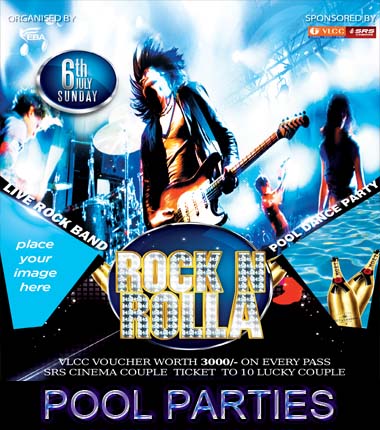 ORGANISED BY
EBA
SPONSORED BY
VLCC
SRS
CINEMAS
6th
JULY
SUNDAY
LIVE ROCK BAND
POOL DANCE PARTY
place
your
image
here
ROCK N
ROLLA
VLCC VOUCHER WORTH 3000/- ON EVERY PASS
SRS CINEMA COUPLE TICKET TO 10 LUCKY COUPLE
POOL PARTIES